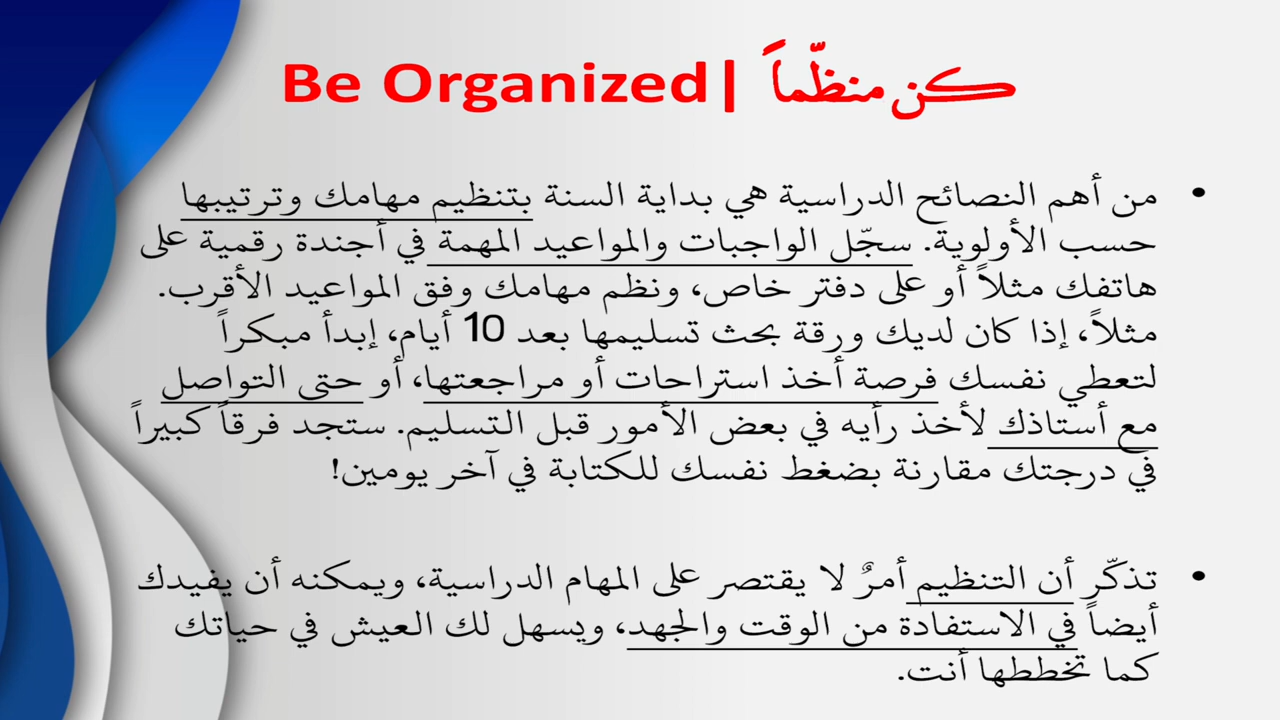 كن منظّماً | Be Organized
• من أهم النصائح الدراسية هي بداية السنة بتنظيم مهامك وترتيبها
حسب الأولوية. سجّل الواجبات والمواعيد المهمة في أجندة رقمية على
هاتفك مثلاً أو على دفتر خاص، ونظم مهامك وفق المواعيد الأقرب.
مثلاً، إذا كان لديك ورقة بحث تسليمها بعد 10 أيام، إبدأ مبكراً
لتعطي نفسك فرصة أخذ استراحات أو مراجعتها، أو حتى التواصل
مع أستاذك لأخذ رأيه في بعض الأمور قبل التسليم. ستجد فرقاً كبيراً
في درجتك مقارنة بضغط نفسك للكتابة في آخر يومين!
• تذكّر أن التنظيم أمرٌ لا يقتصر على المهام الدراسية، ويمكنه أن يفيدك
أيضاً في الاستفادة من الوقت والجهد، ويسهل لك العيش في حياتك
كما تخططها أنت.